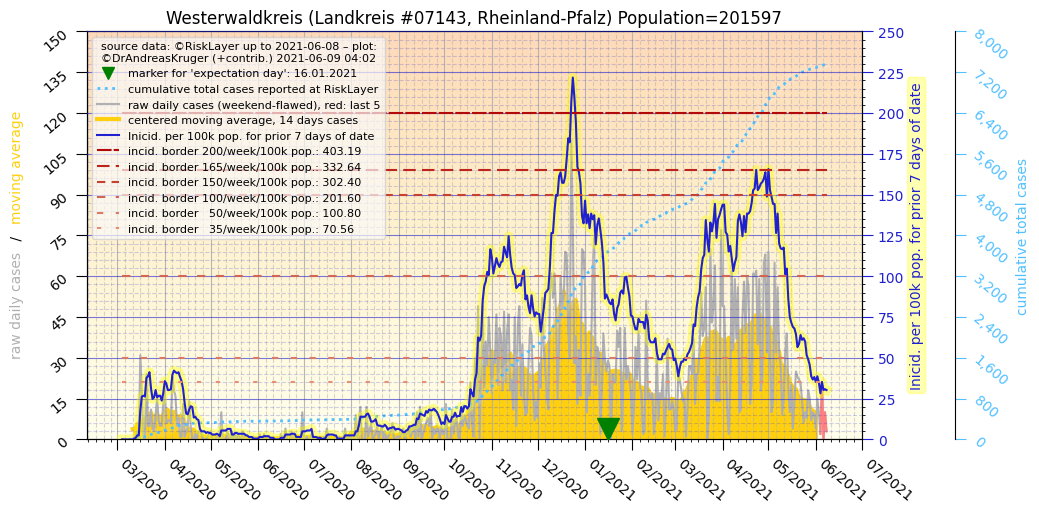 Westerwaldkreis (Landkreis #07143, Rheinland-Pfalz) Population=201597
source data: ©RiskLayer up to 2021-06-08 – plot:
©DrAndreasKruger (+contrib.) 2021-06-09 04:02
marker for 'expectation day': 16.01.2021
cumulative total cases reported at RiskLayer
raw daily cases (weekend-flawed), red: last 5
centered moving average, 14 days cases
Inicid. per 100k pop. for prior 7 days of date
incid. border 200/week/100k pop.: 403.19
incid. border 165/week/100k pop.: 332.64
incid. border 150/week/100k pop.: 302.40
incid. border 100/week/100k pop.: 201.60
incid. border 50/week/100k pop.: 100.80
incid. border 35/week/100k pop.: 70.56
raw daily cases / moving average
150
135
120
105
90
75
60
45
30
15
0
250
225
200
175
150
125
100
75
50
25
0
Inicid. per 100k pop. for prior 7 days of date
8,000
7,200
6,400
5,600
4,800
4,000
3,200
2,400
1,600
800
0
cumulative total cases
03/2020
04/2020
05/2020
06/2020
07/2020
08/2020
09/2020
10/2020
11/2020
12/2020
01/2021
02/2021
03/2021
04/2021
05/2021
06/2021
07/2021